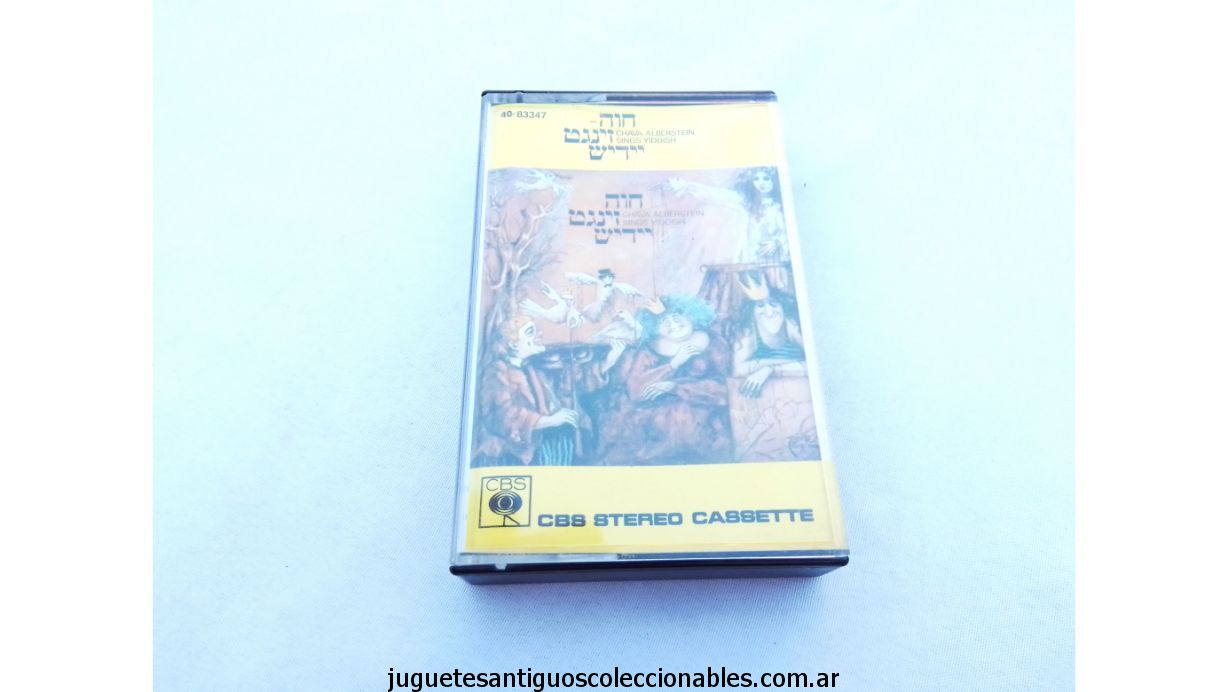 40-83347
חוה-
זינגט CHAVA ALBERSTEIN
יידיש SINGS YIDDISH
חוה
זינגט CHAVA ALBERSTEIN
יידיש SINGS YIDDISH
CBS
CBS STEREO CASSETTE
juguetesantiguoscoleccionables.com.ar